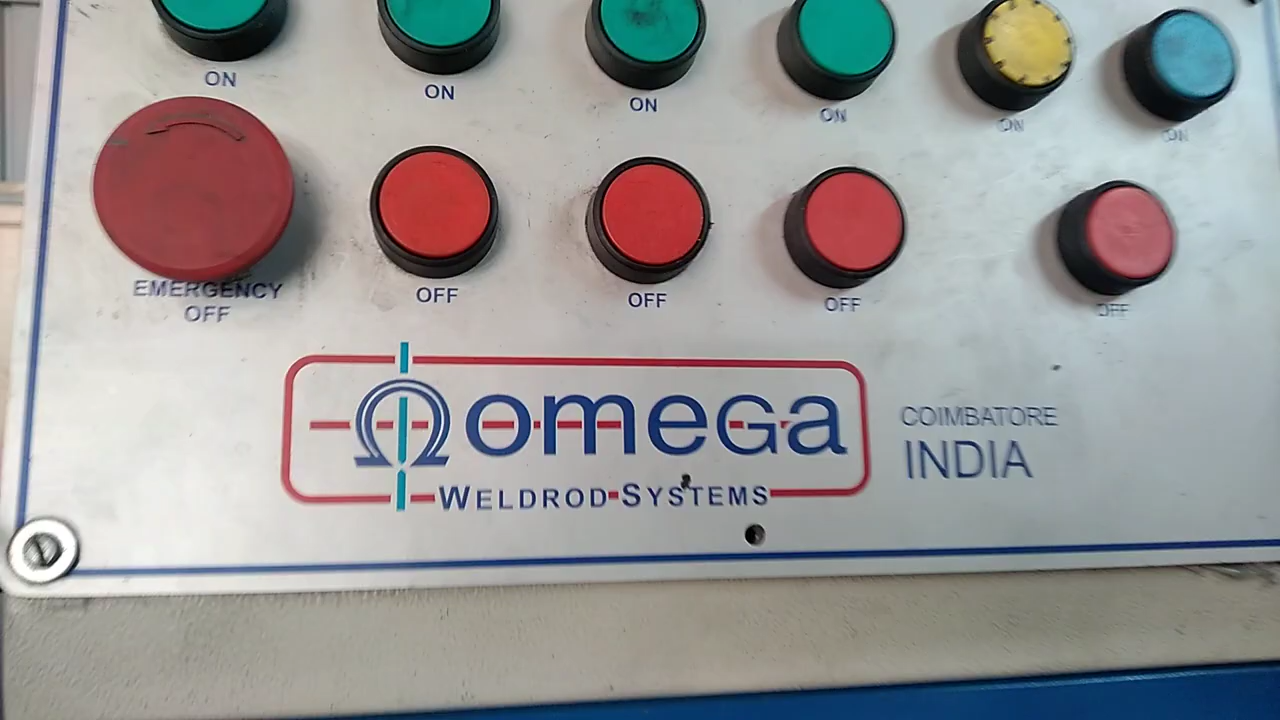 ON ON ON ON ON ON
EMERGENCY
OFF
OFF OFF OFF OFF
Ω omeGa
WELDROD SYSTEMS
COIMBATORE
INDIA